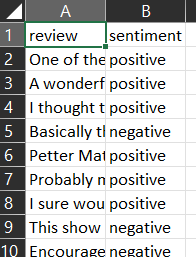 A B
1 review sentiment
2 One of the positive
3 A wonderf positive
4 I thought t positive
5 Basically th negative
6 Petter Mat positive
7 Probably n positive
8 I sure wou positive
9 This show negative
10 Encourage negative